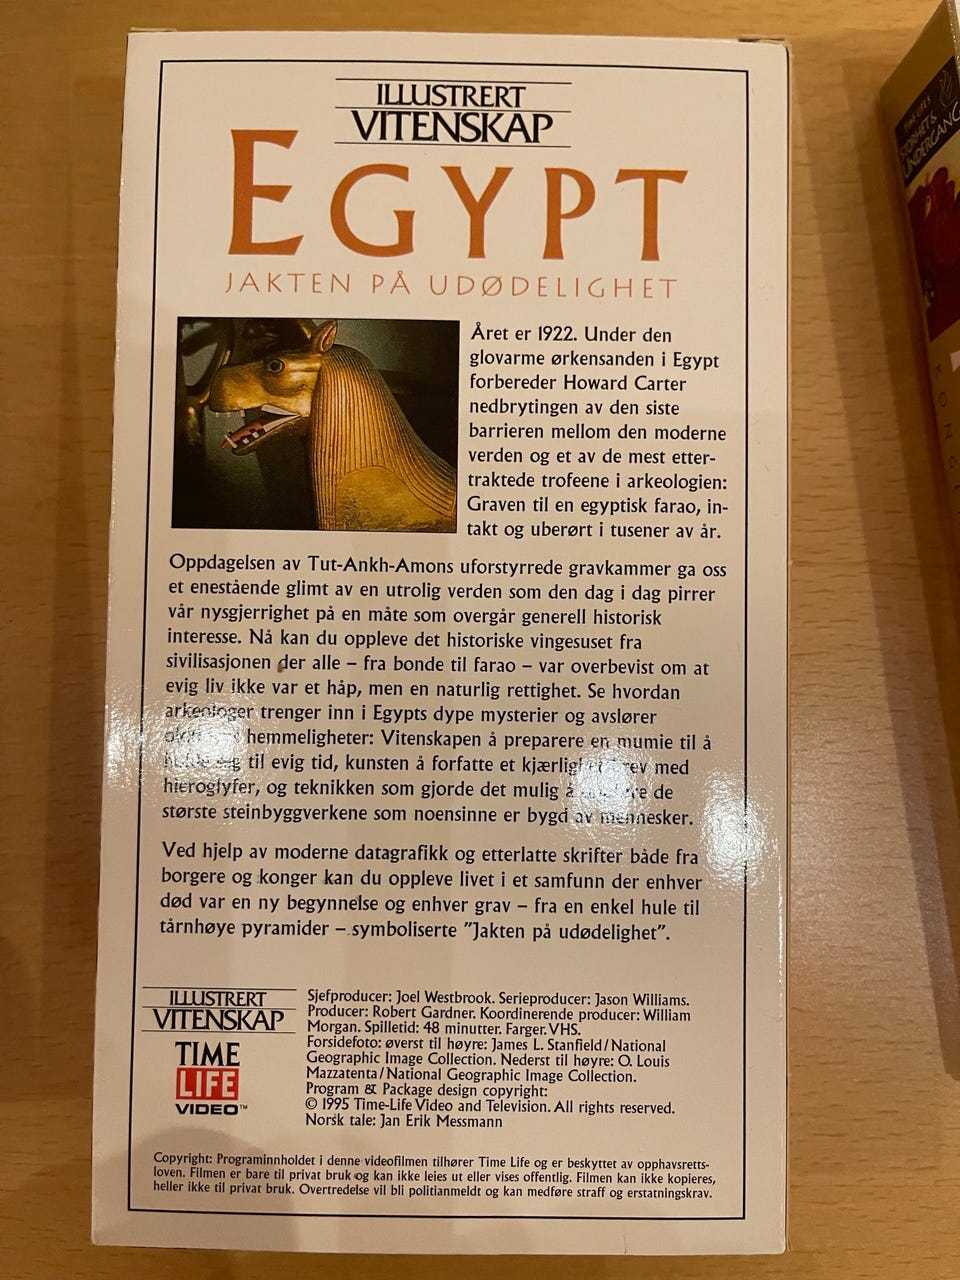 ILLUSTRERT
VITENSKAP
EGYPT
JAKTEN PÅ UDØDELIGHET
Året er 1922. Under den
glovarme ørkensanden i Egypt
forbereder Howard Carter
nedbrytingen av den siste
barrieren mellom den moderne
verden og et av de mest etter-
traktede trofeene i arkeologien:
Graven til en egyptisk farao, in-
takt og uberørt i tusener av år.
Oppdagelsen av Tut-Ankh-Amons uforstyrrede gravkammer ga oss
et enestående glimt av en utrolig verden som den dag i dag pirrer
vår nysgjerrighet på en måte som overgår generell historisk
interesse. Nå kan du oppleve det historiske vingesuset fra
sivilisasjonen der alle – fra bonde til farao – var overbevist om at
evig liv ikke var et håp, men en naturlig rettighet. Se hvordan
arkeologer trenger inn i Egypts dype mysterier og avslører
hemmeligheter: Vitenskapen å preparere en mumie til å
seg til evig tid, kunsten å forfatte et med
hieroglyfer, og teknikken som gjorde det mulig å de
største steinbyggverkene som noensinne er bygd av mennesker.
Ved hjelp av moderne datagrafikk og etterlatte skrifter både fra
borgere og konger kan du oppleve livet i et samfunn der enhver
død var en ny begynnelse og enhver grav – fra en enkel hule til
tårnhøye pyramider – symboliserte "Jakten på udødelighet".
ILLUSTRERT
VITENSKAP
TIME
LIFE
VIDEO™
Sjefproducer: Joel Westbrook. Serieproducer: Jason Williams.
Producer: Robert Gardner. Koordinerende producer: William
Morgan. Spilletid: 48 minutter. Farger. VHS.
Forsidefoto: øverst til høyre: James L. Stanfield/National
Geographic Image Collection. Nederst til høyre: O. Louis
Mazzatenta/National Geographic Image Collection.
Program & Package design copyright:
© 1995 Time-Life Video and Television. All rights reserved.
Norsk tale: Jan Erik Messmann
Copyright: Programinnholdet i denne videofilmen tilhører Time Life og er beskyttet av opphavsretts-
loven. Filmen er bare til privat bruk og kan ikke leies ut eller vises offentlig. Filmen kan ikke kopieres,
heller ikke til privat bruk. Overtredelse vil bli politianmeldt og kan medføre straff og erstatningskrav.
TIME LIFE'S
STORHET &
UNDERGANG